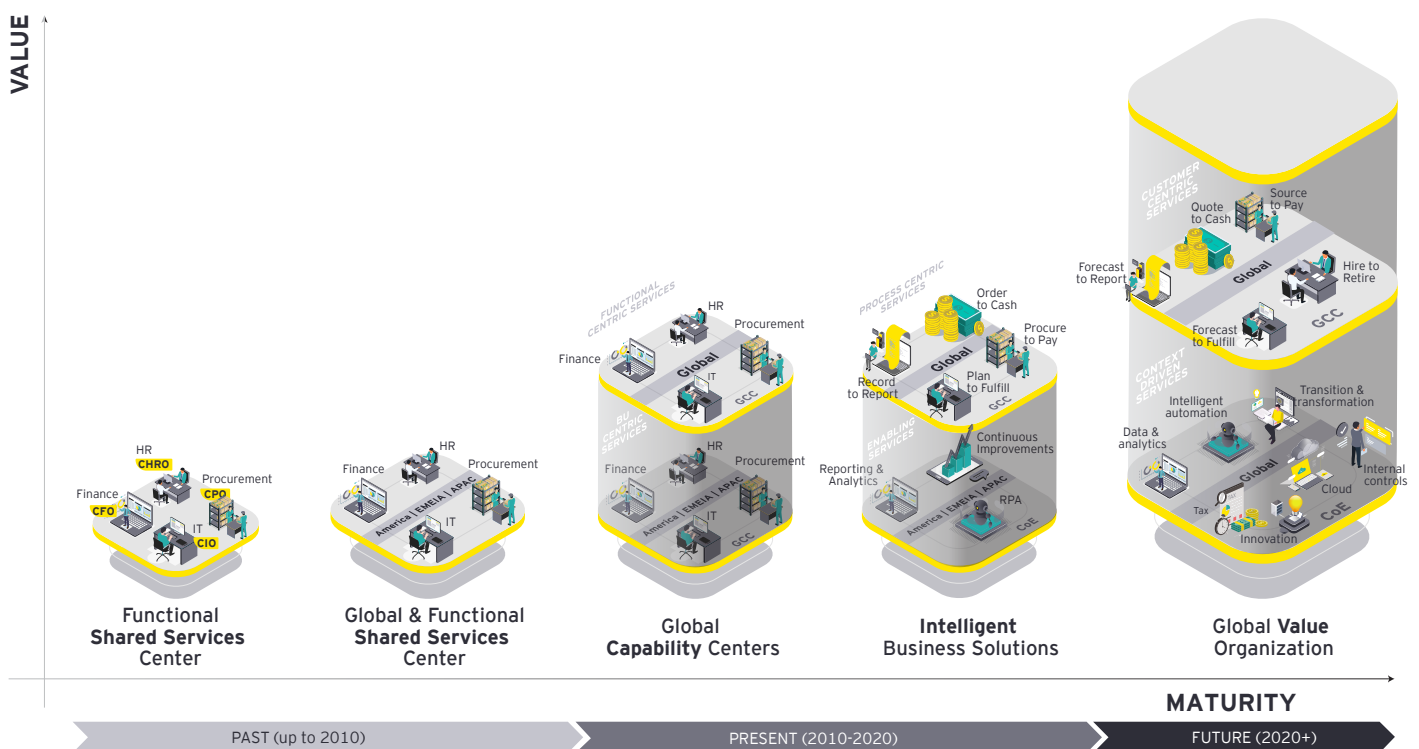 VALUE
HR
CHRO
Procurement
CPO
Finance
CFO
IT
CIO
Functional
Shared Services
Center
HR
Finance
Procurement
America | EMEIA | APAC
IT
Global & Functional
Shared Services
Center
FUNCTIONAL
CENTRIC SERVICES
HR
Procurement
Finance
Global
IT
GCC
BU
CENTRIC
SERVICES
HR
Procurement
Finance
America | EMEIA | APAC
IT
GCC
Global
Capability Centers
PROCESS CENTRIC
SERVICES
Order
to Cash
Procure
to Pay
Global
Record
to Report
Plan
to Fulfill
GCC
ENABLING
SERVICES
Continuous
Improvements
Reporting &
Analytics
America | EMEIA | APAC
RPA
CoE
Intelligent
Business Solutions
CUSTOMER
CENTRIC
SERVICES
Source
to Pay
Quote
to Cash
Forecast
to Report
Global
Hire to
Retire
GCC
Forecast
to Fulfill
CONTEXT
DRIVEN SERVICES
Transition &
transformation
Intelligent
automation
Data &
analytics
Global
Internal
controls
Cloud
Tax
CoE
Innovation
Global Value
Organization
MATURITY
PAST (up to 2010)
PRESENT (2010-2020)
FUTURE (2020+)